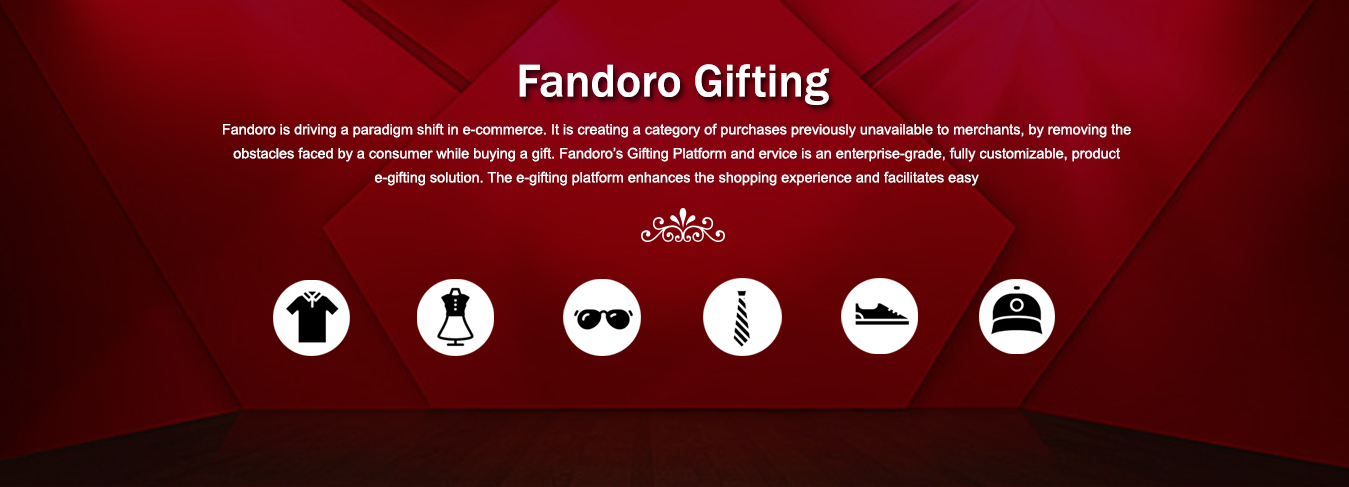 Fandoro Gifting
Fandoro is driving a paradigm shift in e-commerce. It is creating a category of purchases previously unavailable to merchants, by removing the
obstacles faced by a consumer while buying a gift. Fandoro's Gifting Platform and ervice is an enterprise-grade, fully customizable, product
e-gifting solution. The e-gifting platform enhances the shopping experience and facilitates easy